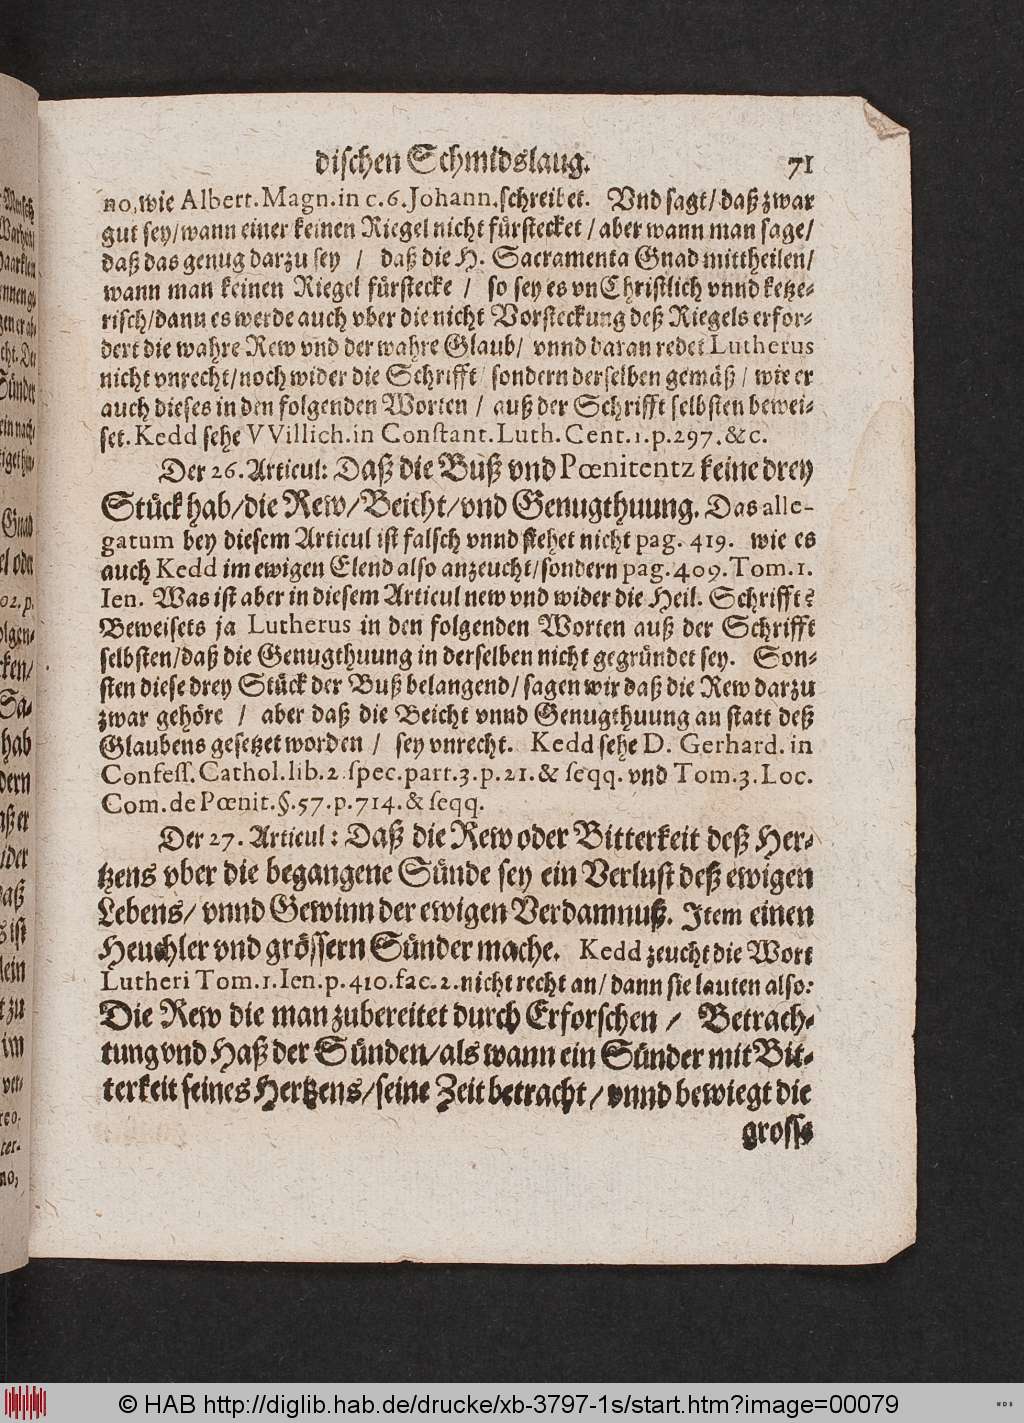 dischen Schmidslaug. 71
no, wie Albert. Magn. in c. 6. Johann. schreibet. Vnd sagt/ daß zwar
gut sey/ wann einer keinen Riegel nicht fürstecket / aber wann man sage/
daß das genug darzu sey / daß die H. Sacramenta Gnad mittheilen/
wann man keinen Riegel fürstecke / so sey es vnChristlich vnnd ketze-
risch/ dann es werde auch vber die nicht Vorsteckung deß Riegels erfor-
dert die wahre Rew vnd der wahre Glaub/ vnnd daran redet Lutherus
nicht vnrecht/ noch wider die Schrifft/ sondern derselben gemäß/ wie er
auch dieses in den folgenden Worten / auß der Schrifft selbsten bewei-
set. Kedd sehe VVillich. in Constant. Luth. Cent. 1. p. 297. &c.
Der 26. Articul: Daß die Buß vnd Pœnitentz keine drey
Stück hab/ die Rew/ Beicht/ vnd Genugthuung. Das alle-
gatum bey diesem Articul ist falsch vnnd stehet nicht pag. 419. wie es
auch Kedd im ewigen Elend also anzeucht/ sondern pag. 409. Tom. 1.
Ien. Was ist aber in diesem Articul new vnd wider die Heil. Schrifft?
Beweisets ja Lutherus in den folgenden Worten auß der Schrifft
selbsten/ daß die Genugthuung in derselben nicht gegründet sey. Son-
sten diese drey Stück der Buß belangend/ sagen wir daß die Rew darzu
zwar gehöre / aber daß die Beicht vnnd Genugthuung an statt deß
Glaubens gesetzet worden / sey vnrecht. Kedd sehe D. Gerhard. in
Confess. Cathol. lib. 2. spec. part. 3. p. 21. & seqq. vnd Tom. 3. Loc.
Com. de Pœnit. §. 57. p. 714. & seqq.
Der 27. Articul: Daß die Rew oder Bitterkeit deß Her-
tzens vber die begangene Sünde sey ein Verlust deß ewigen
Lebens/ vnnd Gewinn der ewigen Verdamnuß. Item einen
Heuchler vnd grössern Sünder mache. Kedd zeucht die Wort
Lutheri Tom. 1. Ien. p. 410. fac. 2. nicht recht an/ dann sie lauten also:
Die Rew die man zubereitet durch Erforschen / Betrach-
tung vnd Haß der Sünden/ als wann ein Sünder mit Bit-
terkeit seines Hertzens/ seine Zeit betracht/ vnnd bewiegt die
grosse
© HAB http://diglib.hab.de/drucke/xb-3797-1s/start.htm?image=00079